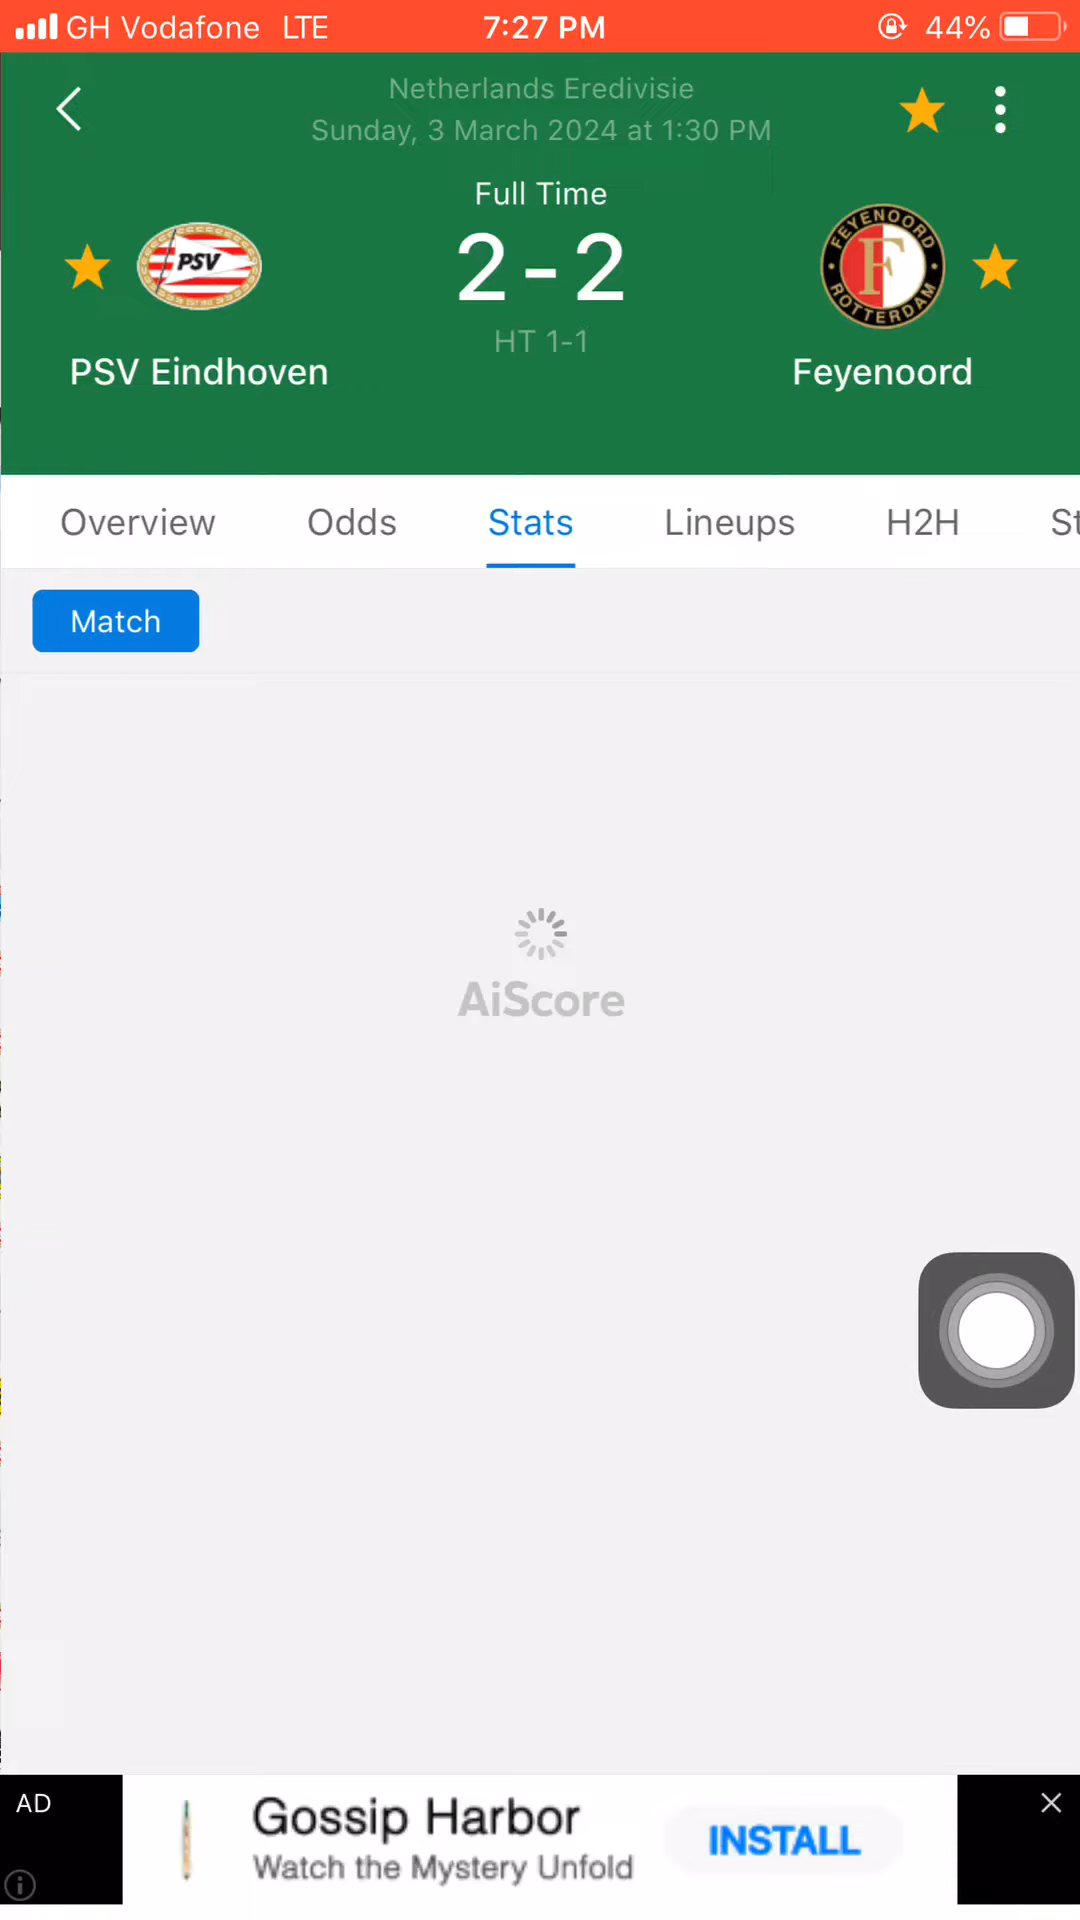 GH Vodafone LTE 7:27 PM 44%
Netherlands Eredivisie
Sunday, 3 March 2024 at 1:30 PM
Full Time
2 - 2
HT 1-1
PSV
FEYENOORD
F
ROTTERDAM
PSV Eindhoven
Feyenoord
Overview Odds Stats Lineups H2H St
Match
AiScore
AD
Gossip Harbor
Watch the Mystery Unfold
INSTALL